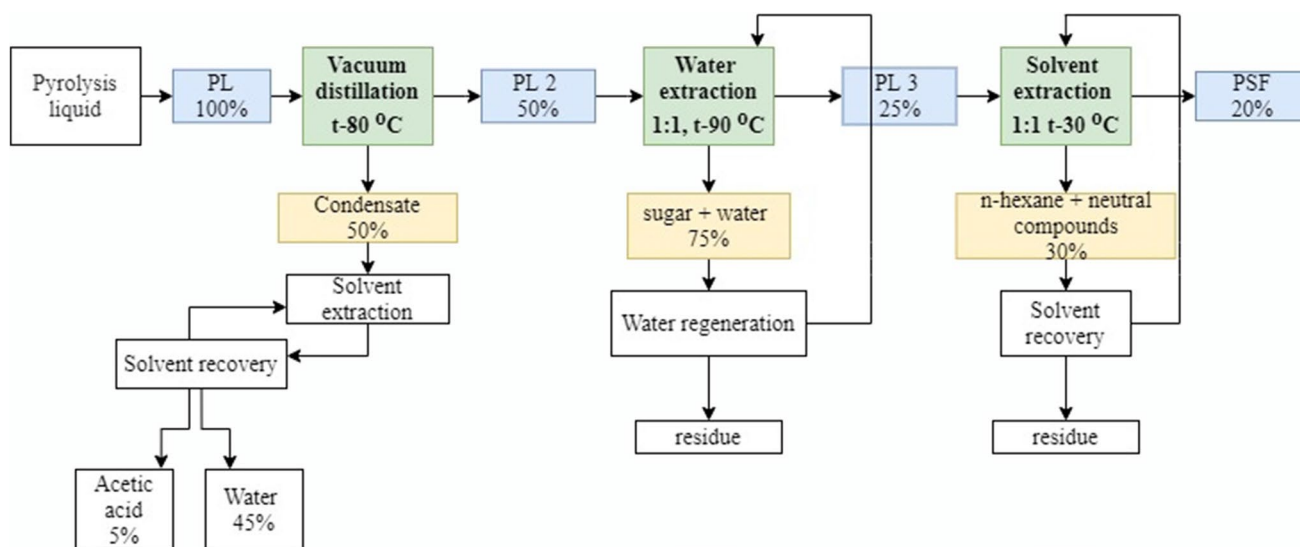 Pyrolysis
liquid
PL
100%
Vacuum
distillation
t-80 ⁰C
PL 2
50%
Water
extraction
1:1, t-90 ⁰C
PL 3
25%
Solvent
extraction
1:1 t-30 ⁰C
PSF
20%
Condensate
50%
sugar + water
75%
n-hexane + neutral
compounds
30%
Solvent
extraction
Water regeneration
Solvent
recovery
Solvent recovery
residue
residue
Acetic
acid
5%
Water
45%